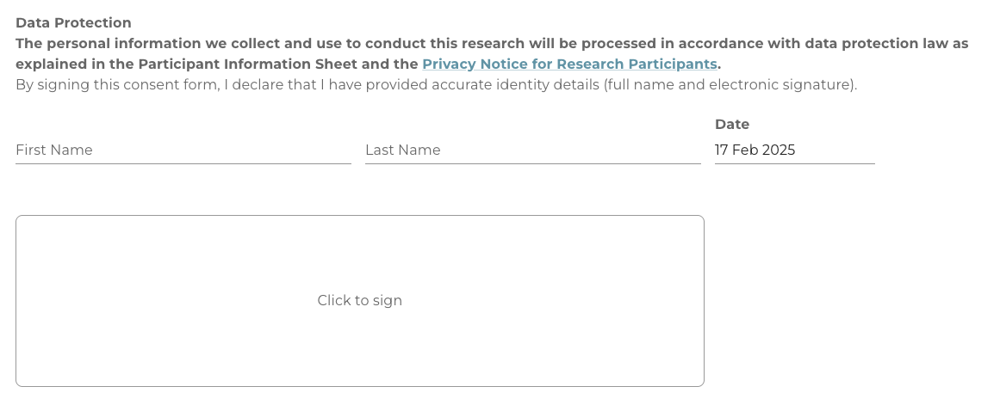 Data Protection
The personal information we collect and use to conduct this research will be processed in accordance with data protection law as
explained in the Participant Information Sheet and the Privacy Notice for Research Participants.
By signing this consent form, I declare that I have provided accurate identity details (full name and electronic signature).
Date
First Name Last Name 17 Feb 2025
Click to sign